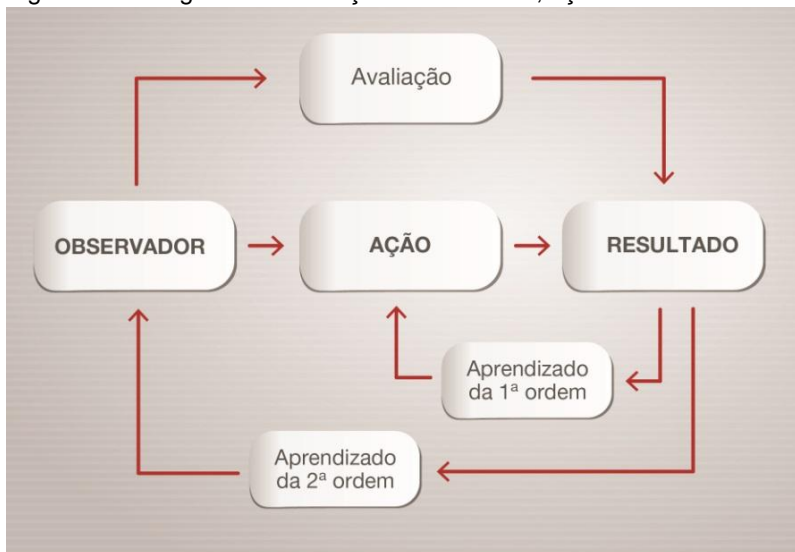 Avaliação
OBSERVADOR
AÇÃO
RESULTADO
Aprendizado
da 1ª ordem
Aprendizado
da 2ª ordem